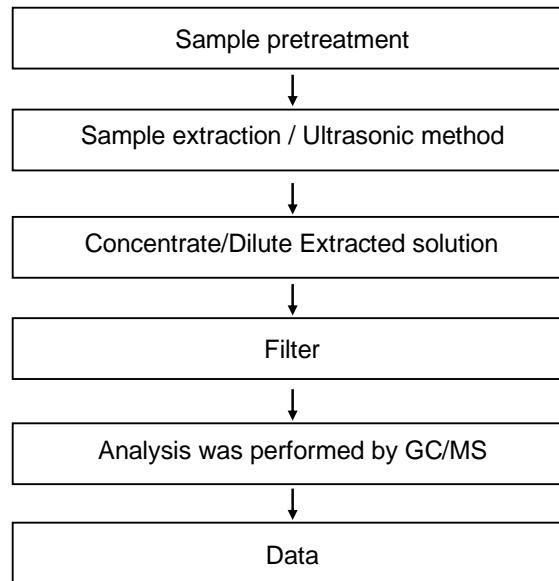 Sample pretreatment
Sample extraction / Ultrasonic method
Concentrate/Dilute Extracted solution
Filter
Analysis was performed by GC/MS
Data